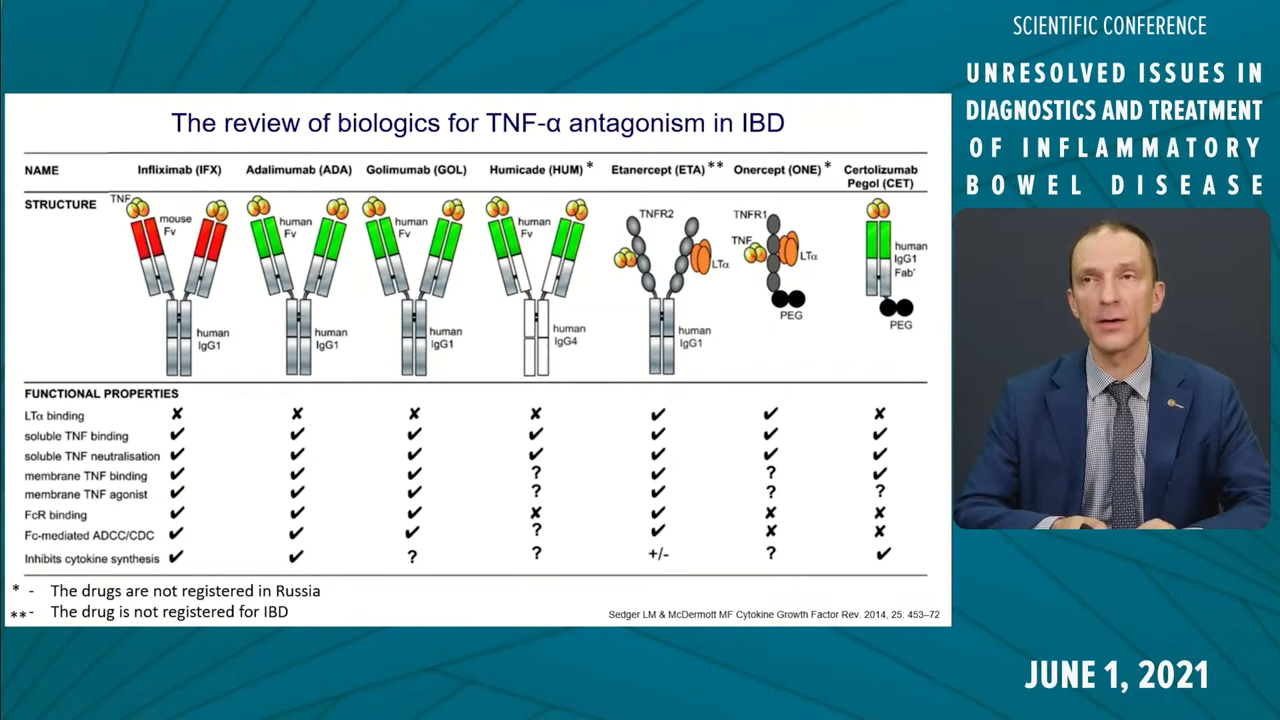 SCIENTIFIC CONFERENCE
UNRESOLVED ISSUES IN
DIAGNOSTICS AND TREATMENT
OF INFLAMMATORY
BOWEL DISEASE
The review of biologics for TNF-α antagonism in IBD
NAME Infliximab (IFX) Adalimumab (ADA) Golimumab (GOL) Humicade (HUM) * Etanercept (ETA) ** Onercept (ONE) * Certolizumab
Pegol (CET)
STRUCTURE
TNF
mouse
Fv
human
IgG1
human
Fv
human
IgG1
human
Fv
human
IgG1
human
Fv
human
IgG4
TNFR2
LTα
human
IgG1
TNFR1
TNF
LTα
PEG
human
IgG1
Fab'
PEG
FUNCTIONAL PROPERTIES
LTα binding ✘ ✘ ✘ ✘ ✔ ✔ ✘
soluble TNF binding ✔ ✔ ✔ ✔ ✔ ✔ ✔
soluble TNF neutralisation ✔ ✔ ✔ ✔ ✔ ✔ ✔
membrane TNF binding ✔ ✔ ✔ ? ✔ ? ✔
membrane TNF agonist ✔ ✔ ✔ ? ✔ ? ?
FcR binding ✔ ✔ ✔ ✘ ✔ ✘ ✘
Fc-mediated ADCC/CDC ✔ ✔ ✔ ? ✔ ✘ ✘
Inhibits cytokine synthesis ✔ ✔ ? ? +/- ? ✔
* - The drugs are not registered in Russia
** - The drug is not registered for IBD
Sedger LM & McDermott MF Cytokine Growth Factor Rev. 2014, 25: 453–72
JUNE 1, 2021